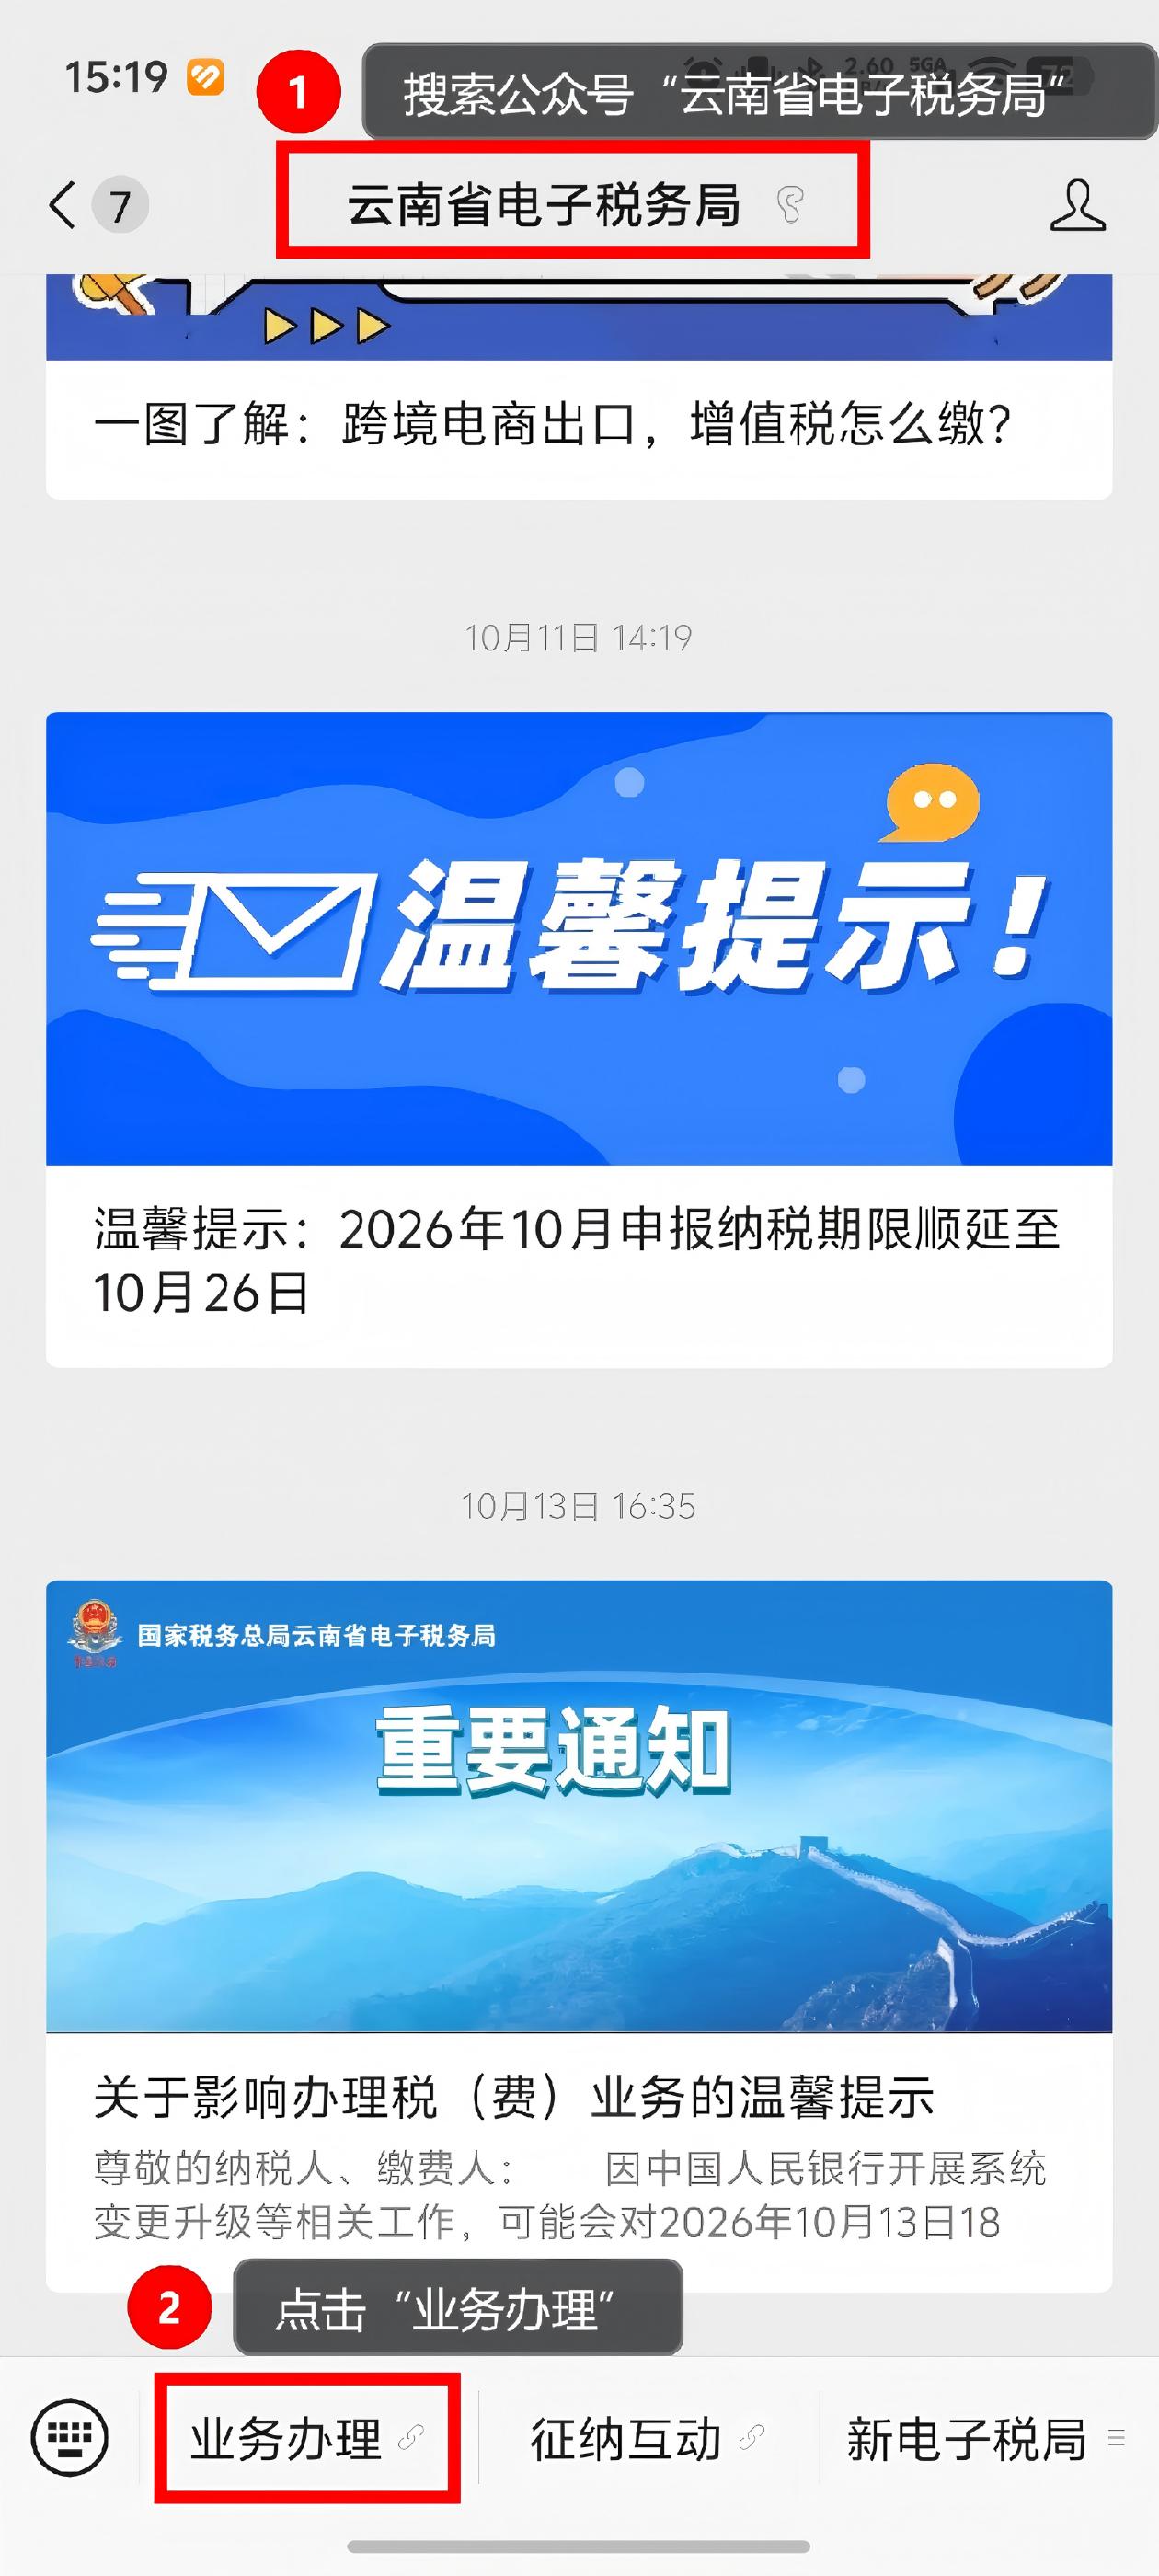 15:19
1
搜索公众号“云南省电子税务局”
2.60 5GA 72
7
云南省电子税务局
一图了解：跨境电商出口，增值税怎么缴？
10月11日 14:19
温馨提示！
温馨提示：2026年10月申报纳税期限顺延至
10月26日
10月13日 16:35
国家税务总局云南省电子税务局
重要通知
关于影响办理税（费）业务的温馨提示
尊敬的纳税人、缴费人： 因中国人民银行开展系统
变更升级等相关工作，可能会对2026年10月13日18
2
点击“业务办理”
业务办理
征纳互动
新电子税局